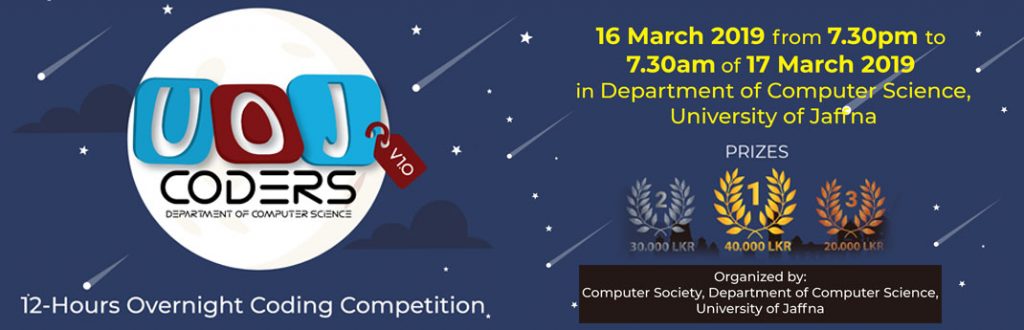 UOJ
V1.0
CODERS
DEPARTMENT OF COMPUTER SCIENCE
12-Hours Overnight Coding Competition
16 March 2019 from 7.30pm to
7.30am of 17 March 2019
in Department of Computer Science,
University of Jaffna
PRIZES
2 1 3
30.000 LKR 40.000 LKR 20.000 LKR
Organized by:
Computer Society, Department of Computer Science,
University of Jaffna